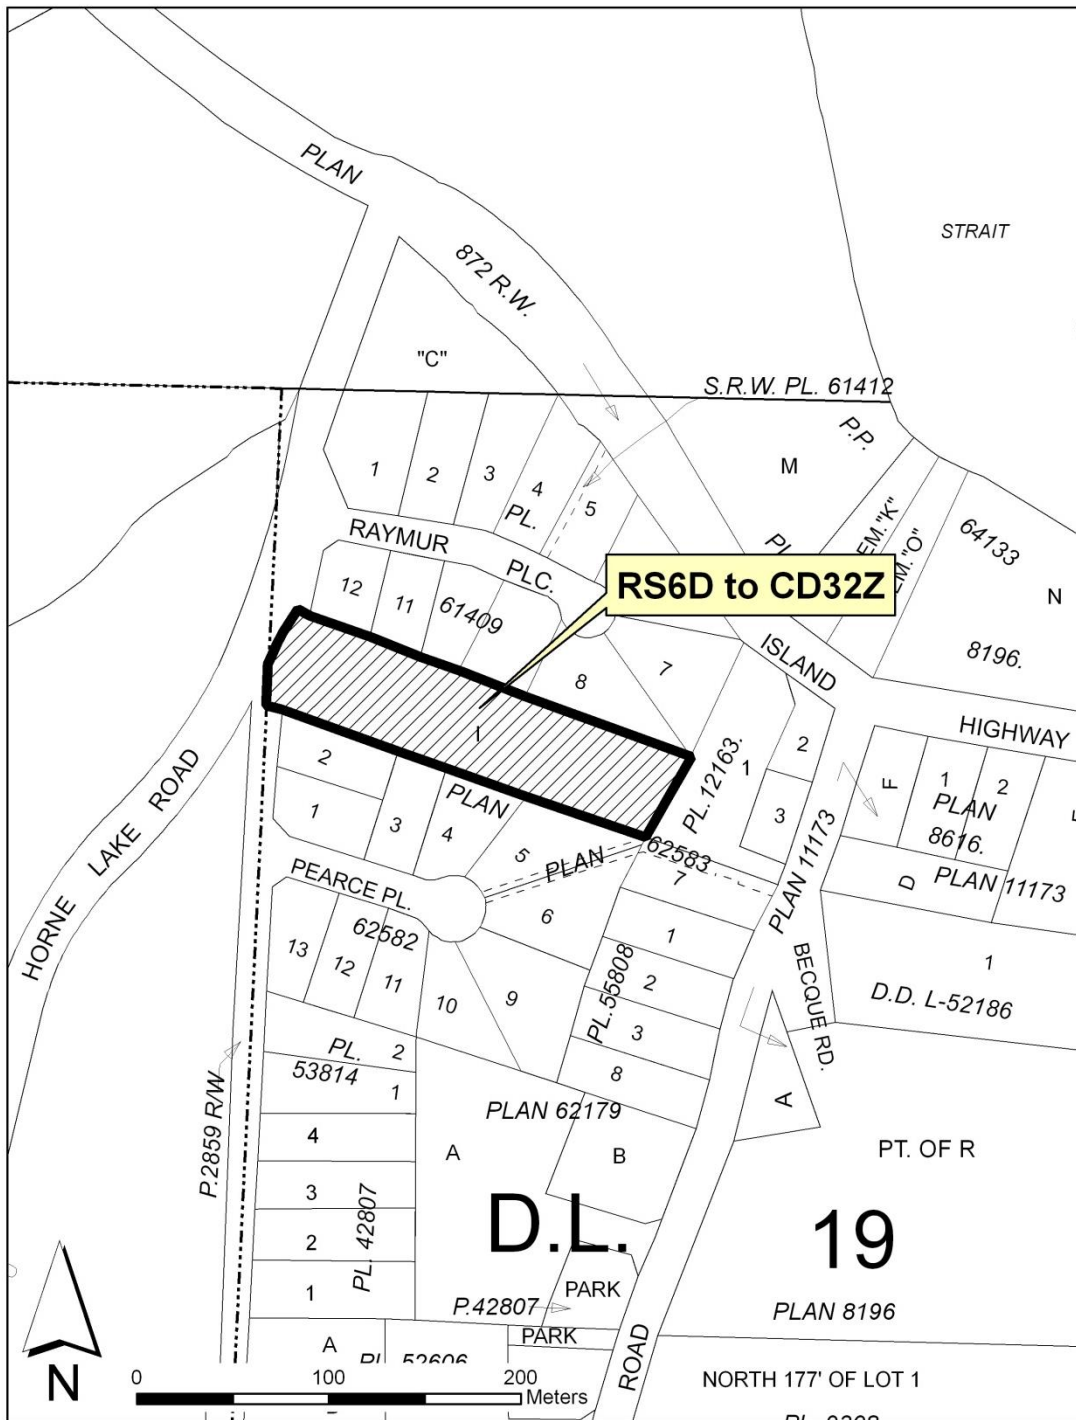 PLAN
STRAIT
872 R.W.
"C"
S.R.W. PL. 61412
P.P.
M
1
2
3
4
5
PL.
EM. "K"
EM. "O"
64133
N
RAYMUR
PLC.
RS6D to CD32Z
12
11
61409
8
7
ISLAND
8196.
HIGHWAY
I
2
1
PLAN
3
4
5
PLAN
62583
7
PL. 12163.
1
2
3
F
1
2
PLAN
8616.
D
PLAN 11173
PLAN 11173
HORNE LAKE ROAD
PEARCE PL.
62582
13
12
11
10
9
6
1
2
3
8
PL. 55808
BECQUE RD.
1
D.D. L-52186
PL.
53814
2
1
PLAN 62179
A
B
A
PT. OF R
P.2859 R/W
4
3
2
1
PL. 42807
D.L.
19
PARK
P.42807
PLAN 8196
PARK
ROAD
A
NORTH 177' OF LOT 1
N
0 100 200
Meters